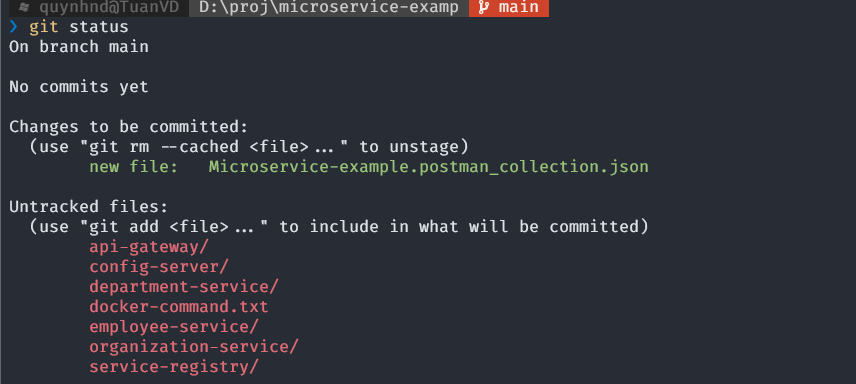 quynhnd@TuanVD D:\proj\microservice-examp main
❯ git status
On branch main
No commits yet
Changes to be committed:
(use "git rm --cached <file>..." to unstage)
new file: Microservice-example.postman_collection.json
Untracked files:
(use "git add <file>..." to include in what will be committed)
api-gateway/
config-server/
department-service/
docker-command.txt
employee-service/
organization-service/
service-registry/